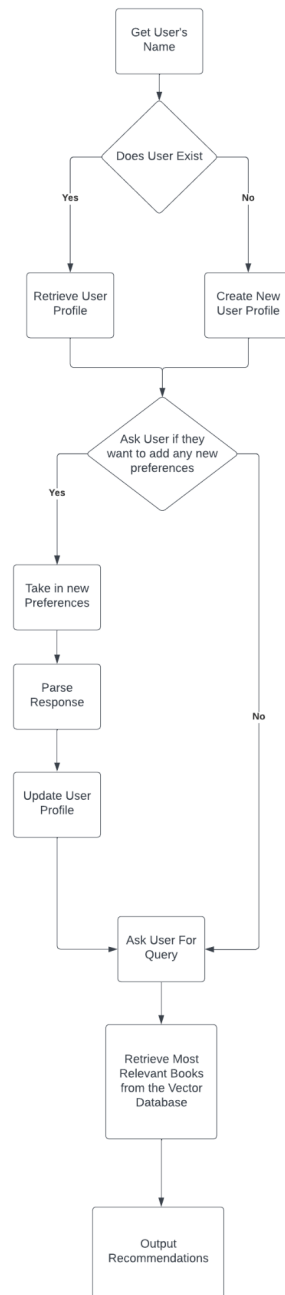 Get User's
Name
Does User Exist
Yes
No
Retrieve User
Profile
Create New
User Profile
Ask User if they
want to add any new
preferences
Yes
Take in new
Preferences
Parse
Response
No
Update User
Profile
Ask User For
Query
Retrieve Most
Relevant Books
from the Vector
Database
Output
Recommendations